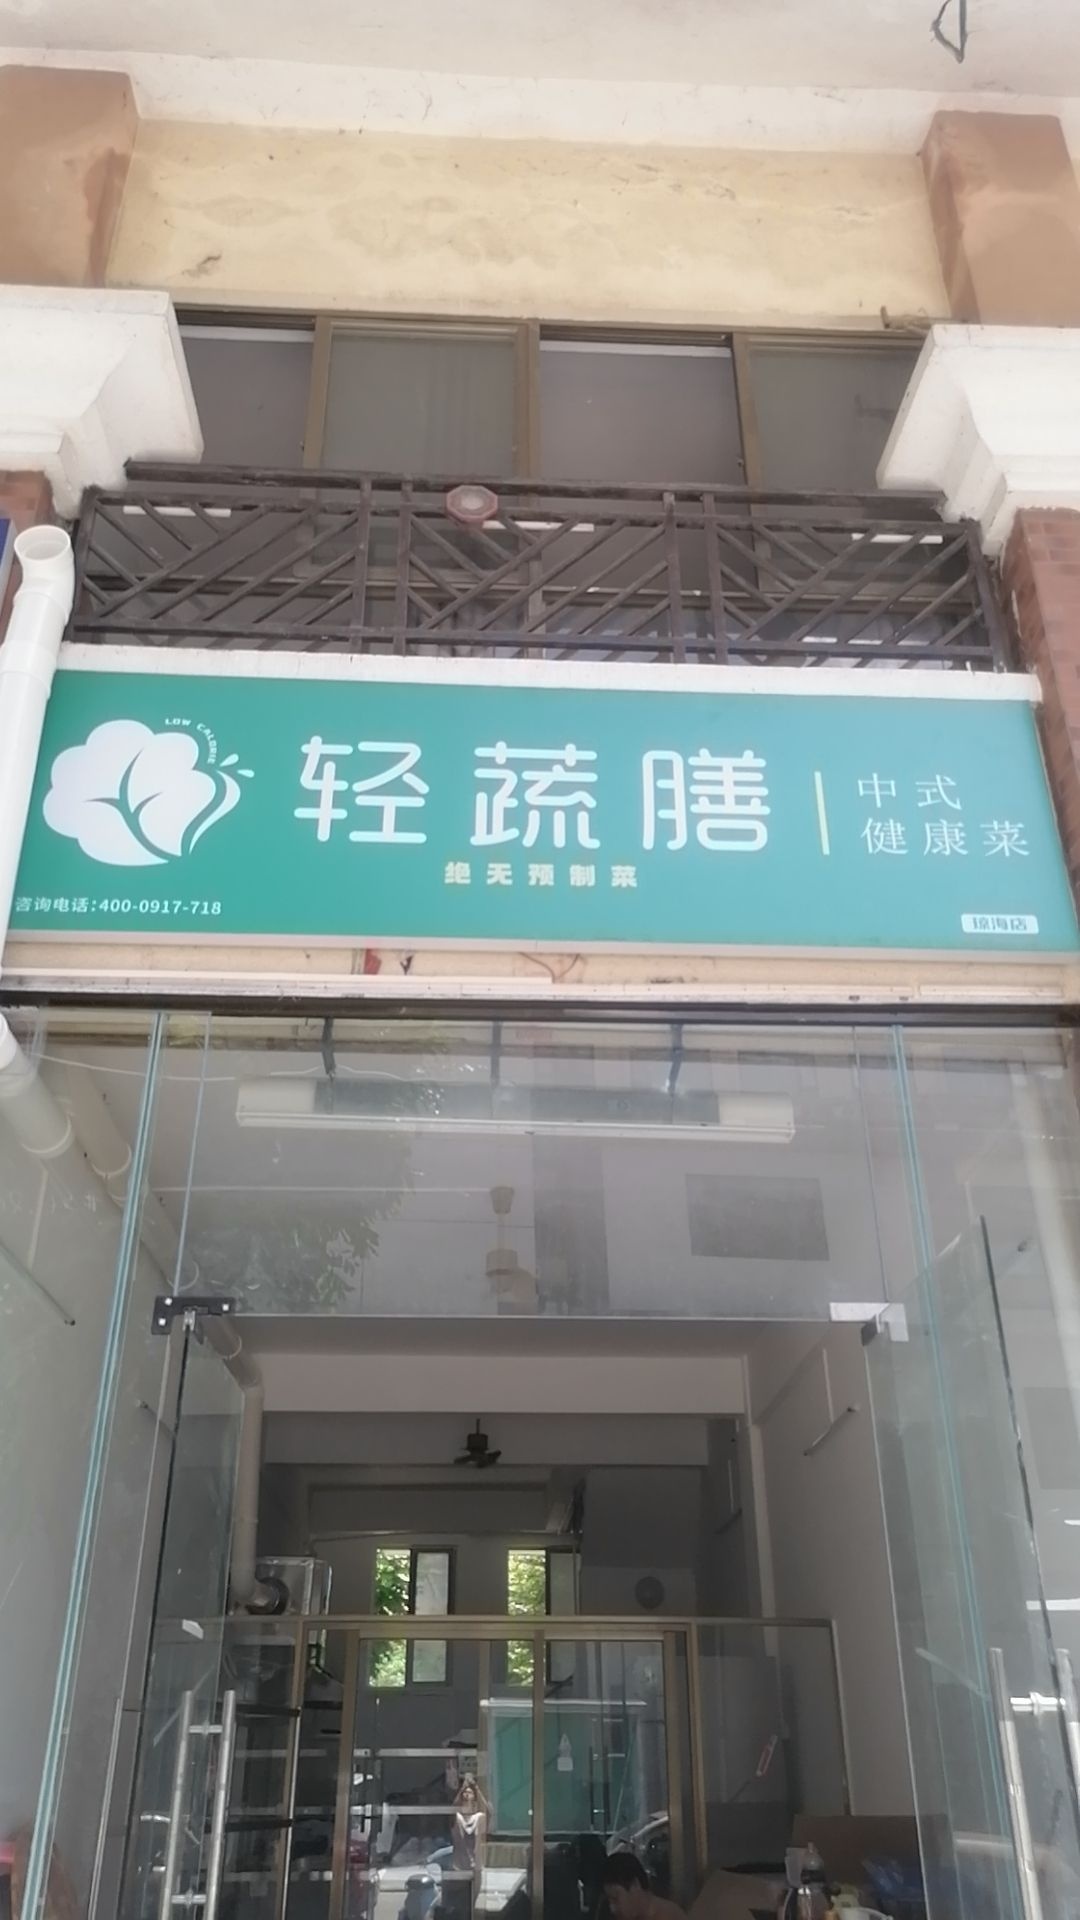 LOW CALORIE
轻蔬膳
中式
健康菜
绝无预制菜
咨询电话:400-0917-718
琼海店